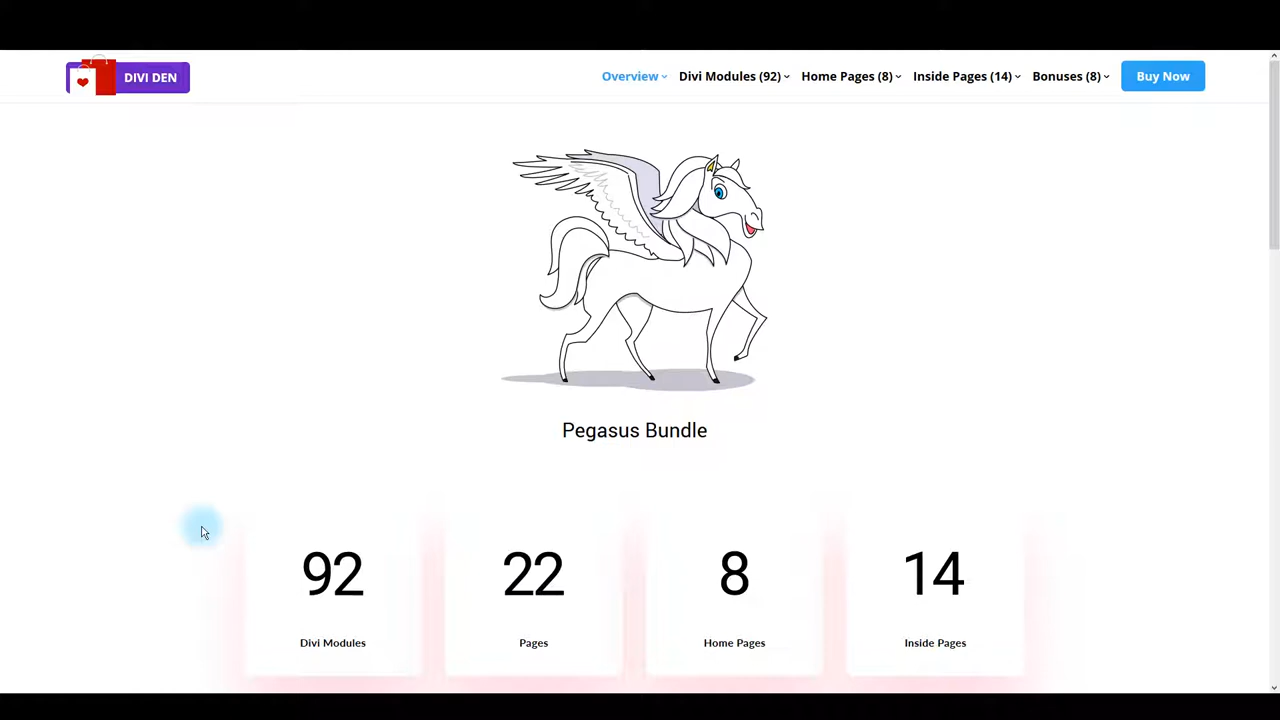 DIVI DEN
Overview Divi Modules (92) Home Pages (8) Inside Pages (14) Bonuses (8) Buy Now
Pegasus Bundle
92 22 8 14
Divi Modules Pages Home Pages Inside Pages